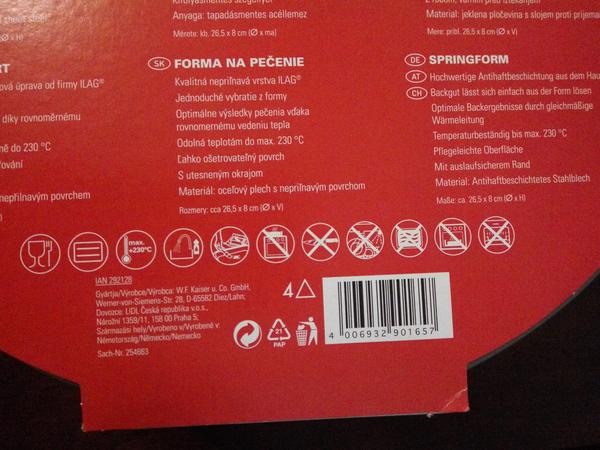 Anyaga: tapadásmentes acéllemez
Mérete: kb. 26,5 x 8 cm (Ø x ma)
Material: jeklena pločevina s slojem proti
Mere: pribl. 26,5 x 8 cm (Ø x V)
ová úprava od firmy ILAG®
díky rovnoměrnému
ně do 230 °C
nepřilnavým povrchem
SK FORMA NA PEČENIE
Kvalitná nepriľnavá vrstva ILAG®
Jednoduché vybratie z formy
Optimálne výsledky pečenia vďaka
rovnomernému vedeniu tepla
Odolná teplotám do max. 230 °C
Ľahko ošetrovateľný povrch
S utesneným okrajom
Materiál: oceľový plech s nepriľnavým povrchom
Rozmery: cca 26,5 x 8 cm (Ø x V)
DE SPRINGFORM
AT Hochwertige Antihaftbeschichtung aus dem Hau
CH Backgut lässt sich einfach aus der Form lösen
Optimale Backergebnisse durch gleichmäßige
Wärmeleitung
Temperaturbeständig bis max. 230 °C
Pflegeleichte Oberfläche
Mit auslaufsicherem Rand
Material: Antihaftbeschichtetes Stahlblech
Maße: ca. 26,5 x 8 cm (Ø x H)
max.
+230°C
IAN 292128
Gyártja/Výrobce/Výrobca: W.F. Kaiser u. Co. GmbH,
Werner-von-Siemens-Str. 28, D-65582 Diez/Lahn;
Dovozce: LIDL Česká republika v.o.s.,
Nárožní 1359/11, 158 00 Praha 5;
Származási hely/Vyrobeno v/Vyrobené v:
Németország/Německo/Nemecko
Sach-Nr. 254663
4
21
PAP
4 006932 901657